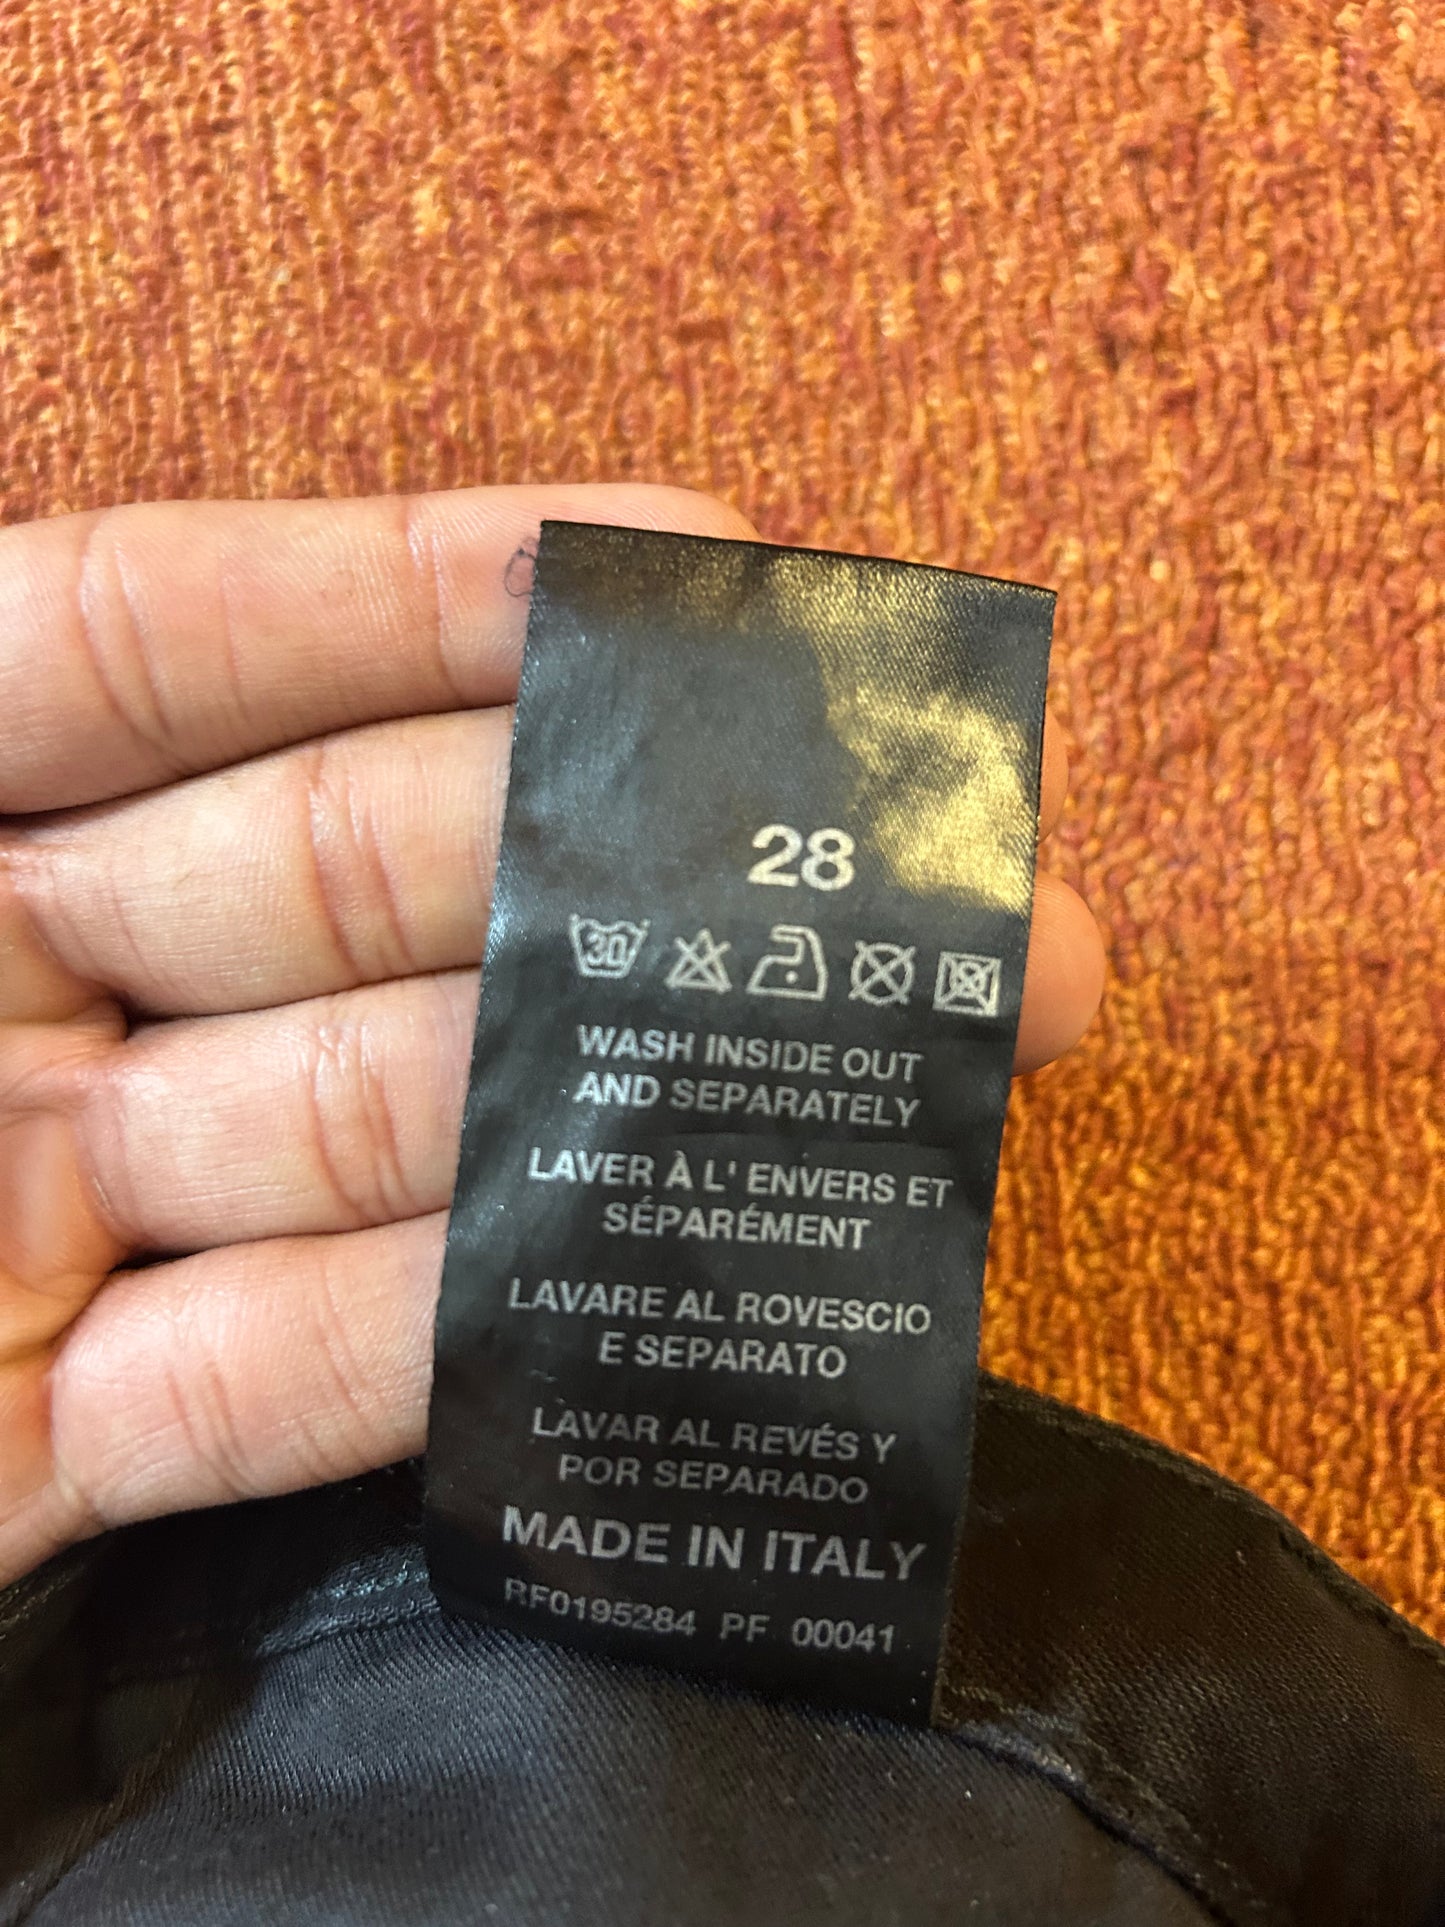 28
30
WASH INSIDE OUT
AND SEPARATELY
LAVER À L' ENVERS ET
SÉPARÉMENT
LAVARE AL ROVESCIO
E SEPARATO
LAVAR AL REVÉS Y
POR SEPARADO
MADE IN ITALY
RF0195284 PF 00041